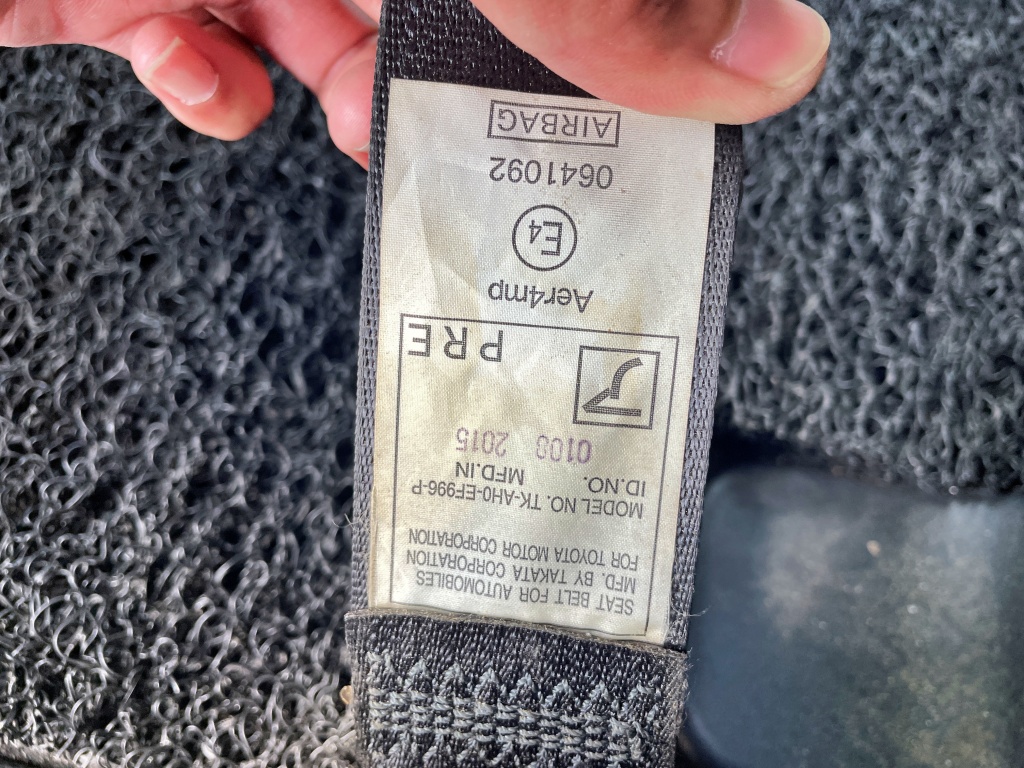 SEAT BELT FOR AUTOMOBILES
MFD. BY TAKATA CORPORATION
FOR TOYOTA MOTOR CORPORATION
MODEL NO. TK-AH0-EF996-P
ID.NO. MFD.IN
2015
PRE
Aer4mp
E4
0641092
AIRBAG